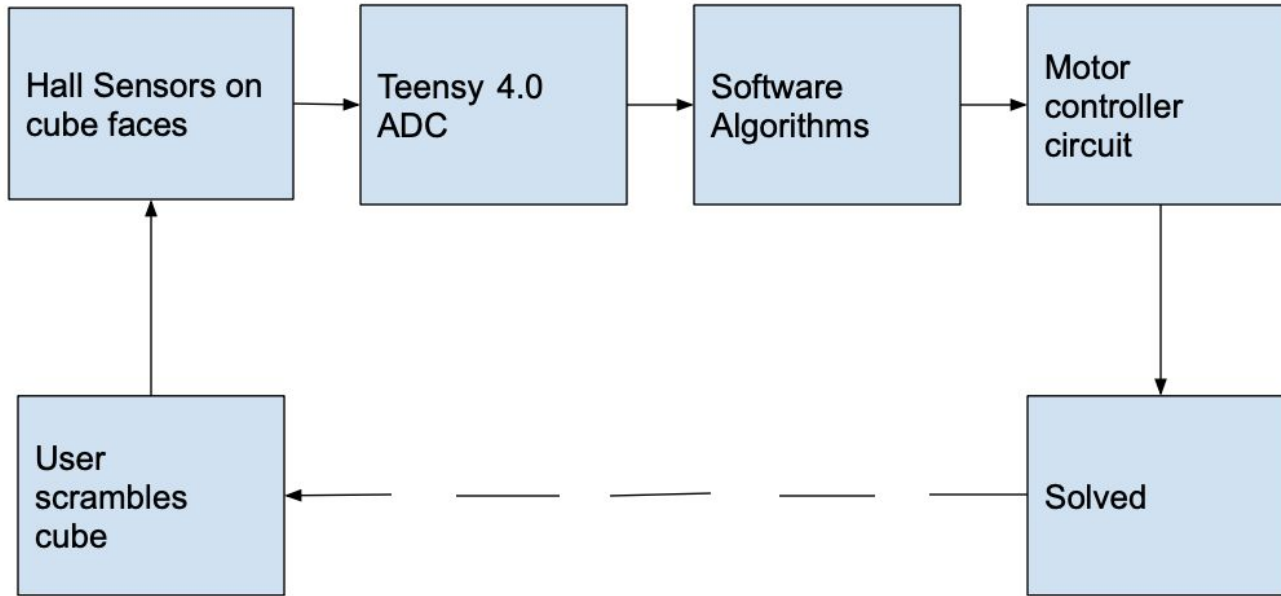 Hall Sensors on
cube faces
Teensy 4.0
ADC
Software
Algorithms
Motor
controller
circuit
User
scrambles
cube
Solved